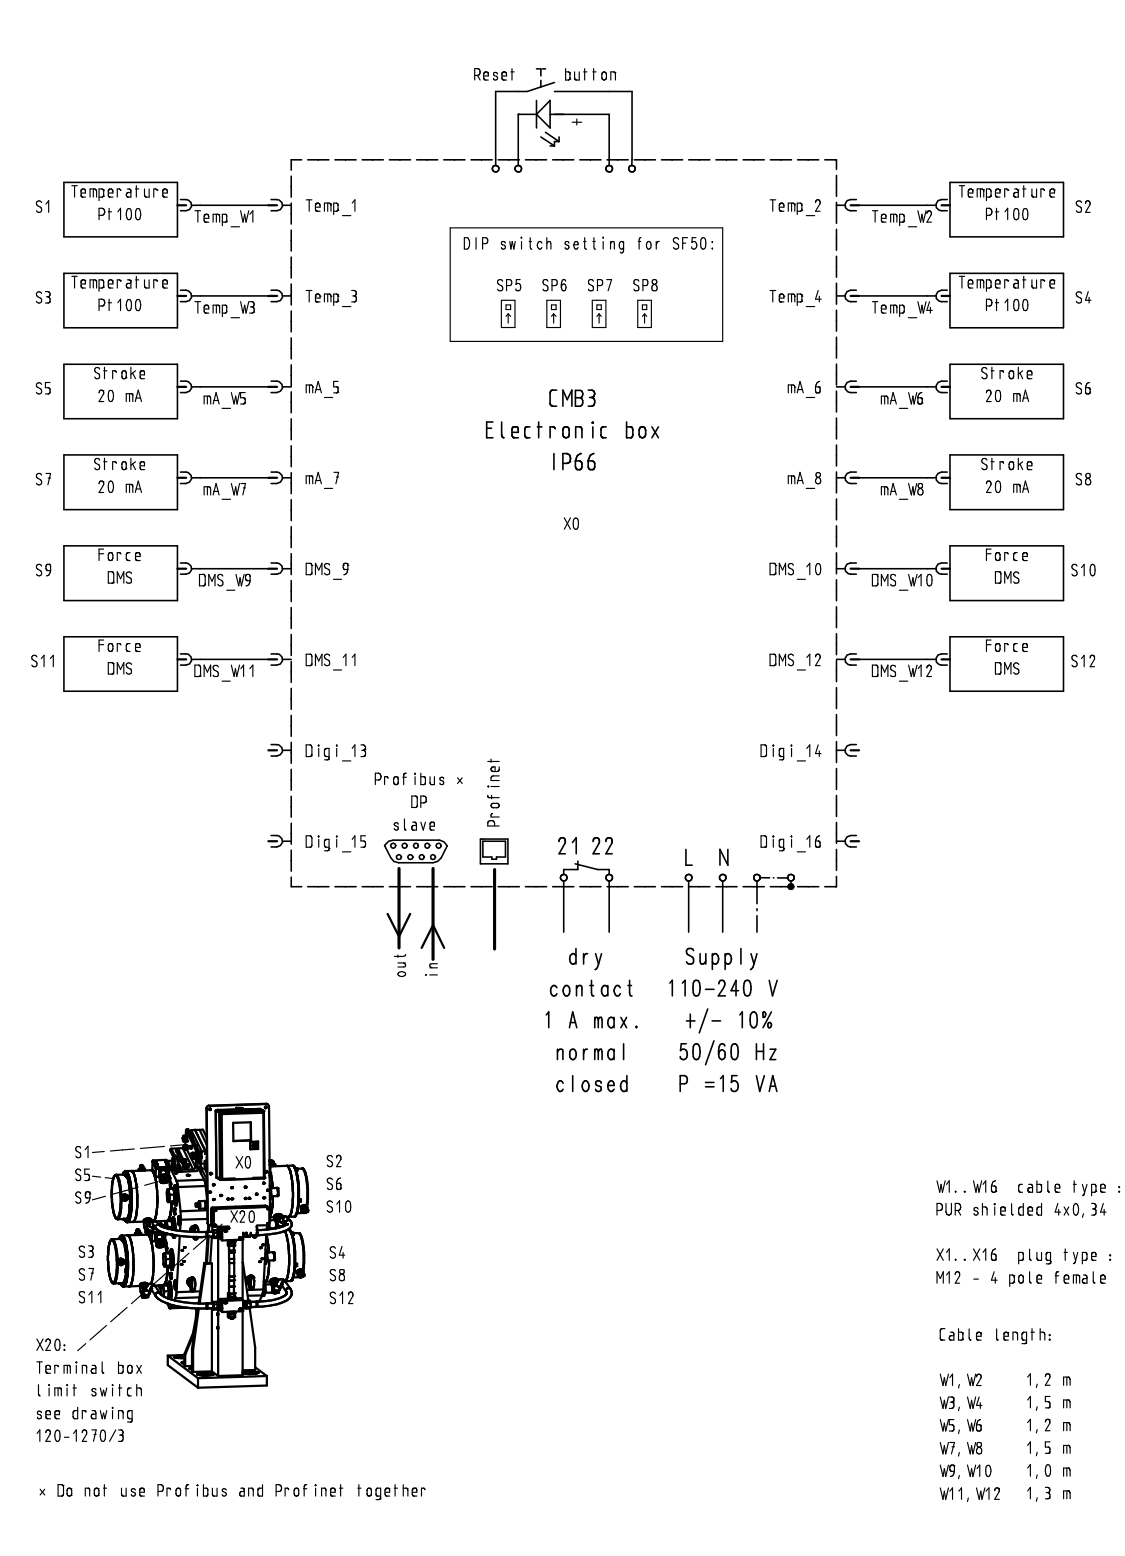 Reset button
+
S1
Temperature
Pt100
Temp_W1
Temp_1
Temp_2
Temp_W2
Temperature
Pt100
S2
DIP switch setting for SF50:
SP5 SP6 SP7 SP8
S3
Temperature
Pt100
Temp_W3
Temp_3
Temp_4
Temp_W4
Temperature
Pt100
S4
S5
Stroke
20 mA
mA_W5
mA_5
mA_6
mA_W6
Stroke
20 mA
S6
CMB3
Electronic box
IP66
X0
S7
Stroke
20 mA
mA_W7
mA_7
mA_8
mA_W8
Stroke
20 mA
S8
S9
Force
DMS
DMS_W9
DMS_9
DMS_10
DMS_W10
Force
DMS
S10
S11
Force
DMS
DMS_W11
DMS_11
DMS_12
DMS_W12
Force
DMS
S12
Digi_13
Digi_14
Profibus ×
DP
slave
Profinet
Digi_15
Digi_16
21 22
L N
out
in
dry
contact
1 A max.
normal
closed
Supply
110-240 V
+/- 10%
50/60 Hz
P =15 VA
S1
S5
S9
X0
S2
S6
S10
X20
S3
S7
S11
S4
S8
S12
X20:
Terminal box
limit switch
see drawing
120-1270/3
× Do not use Profibus and Profinet together
W1..W16 cable type :
PUR shielded 4x0,34
X1..X16 plug type :
M12 - 4 pole female
Cable length:
W1, W2 1,2 m
W3, W4 1,5 m
W5, W6 1,2 m
W7, W8 1,5 m
W9, W10 1,0 m
W11, W12 1,3 m